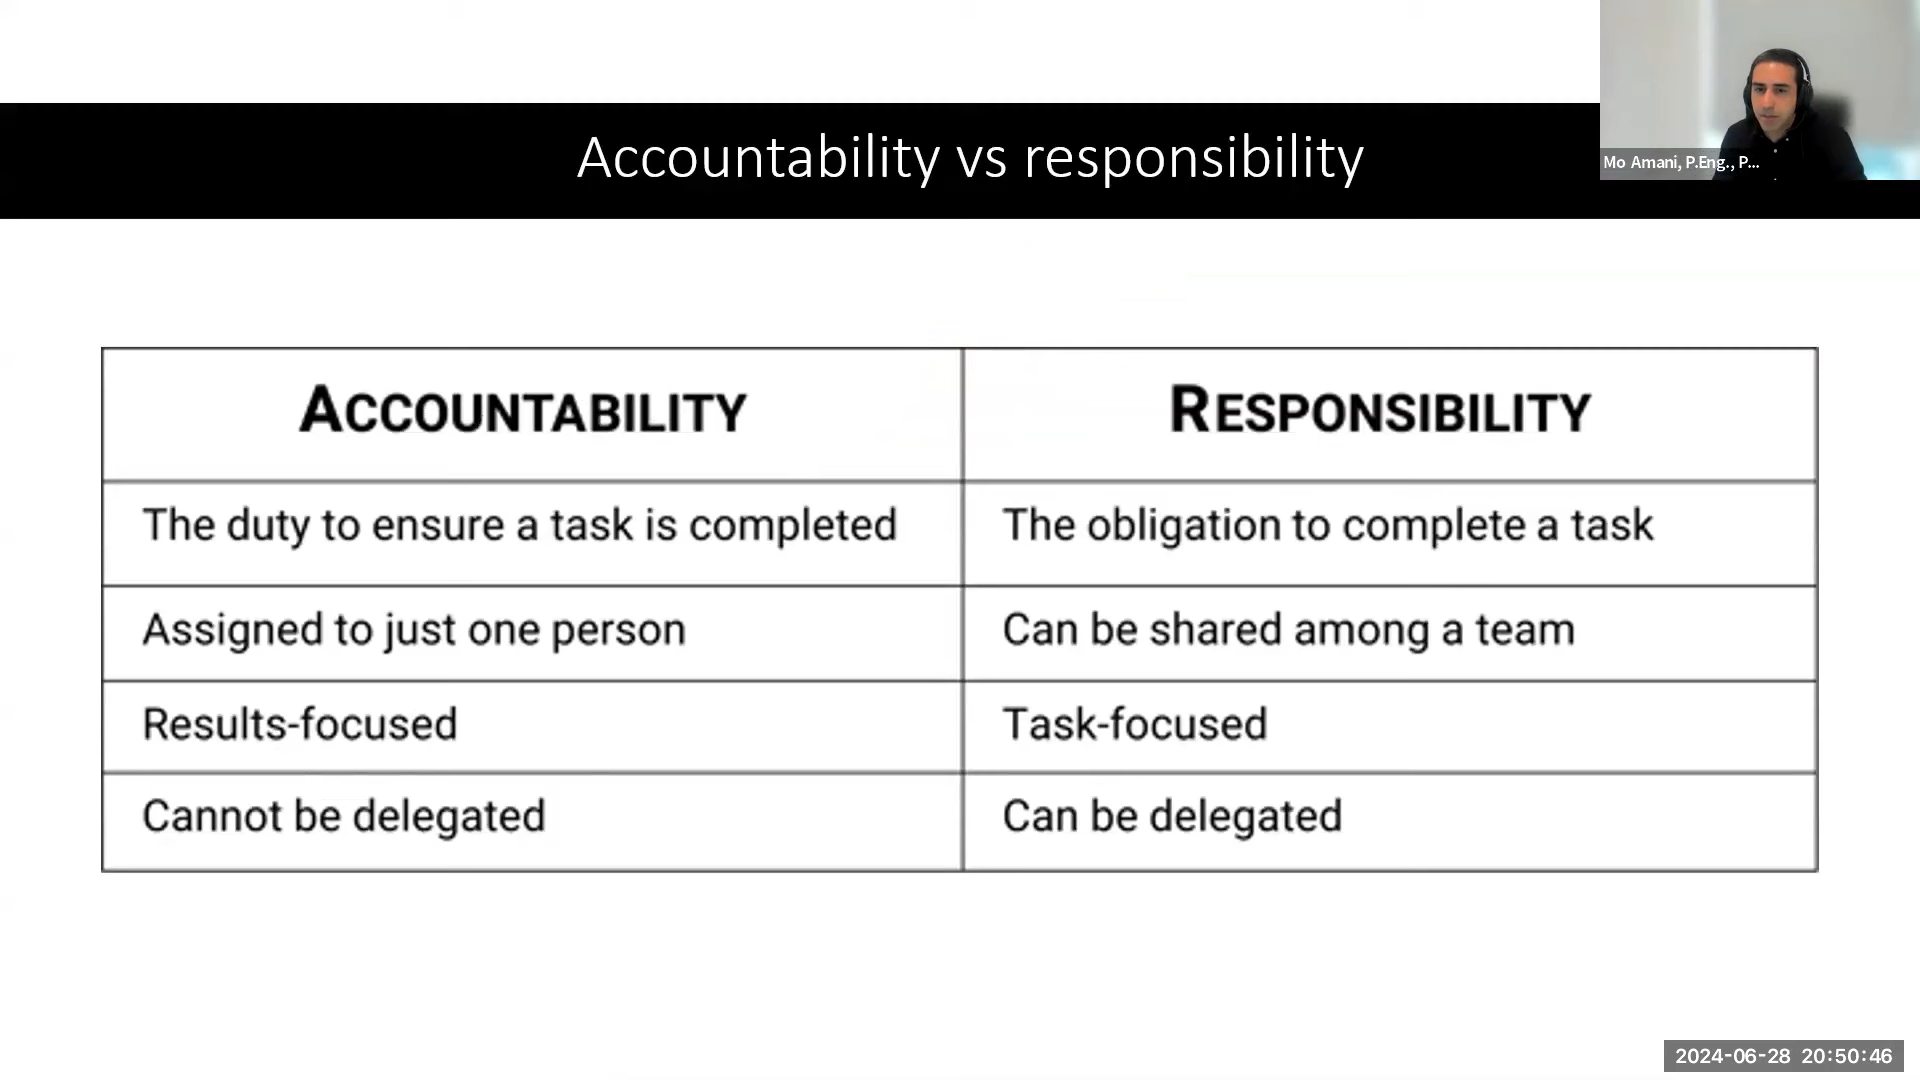 Accountability vs responsibility
Mo Amani, P.Eng., P...
ACCOUNTABILITY
RESPONSIBILITY
The duty to ensure a task is completed
The obligation to complete a task
Assigned to just one person
Can be shared among a team
Results-focused
Task-focused
Cannot be delegated
Can be delegated
2024-06-28 20:50:46